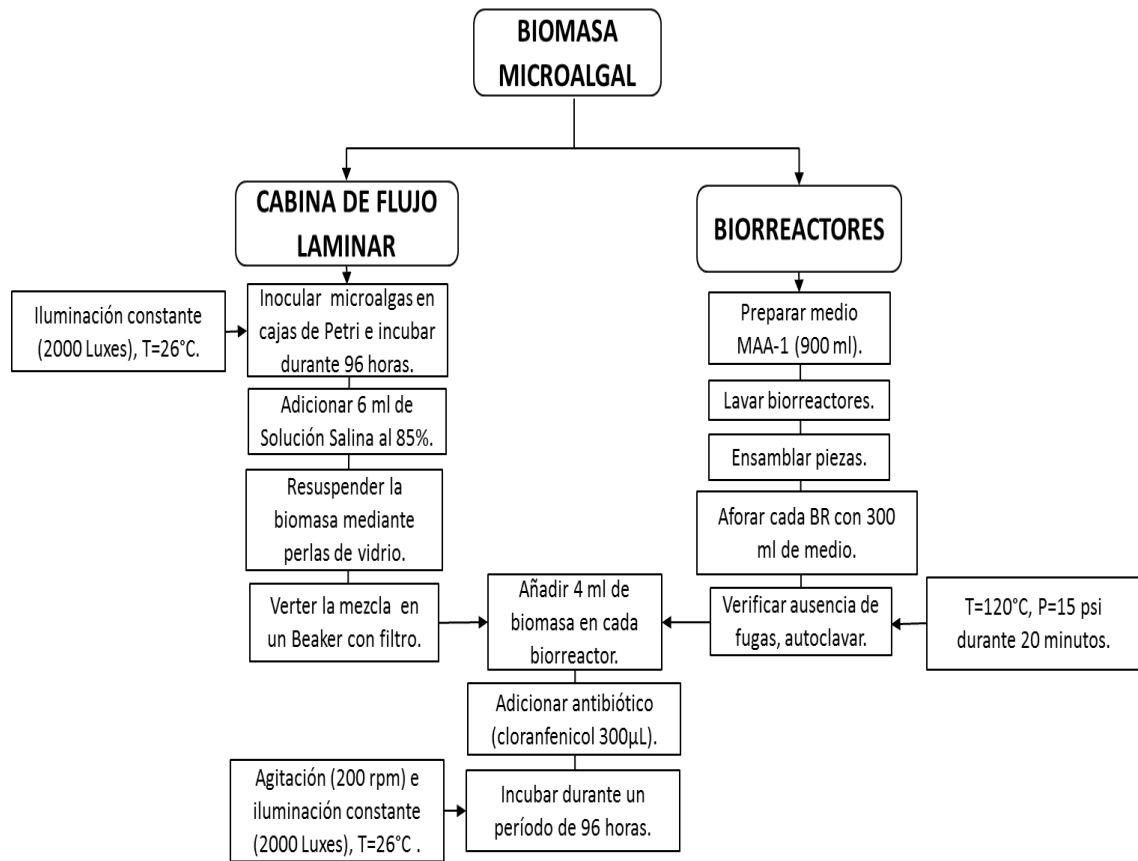 BIOMASA
MICROALGAL
CABINA DE FLUJO
LAMINAR
Iluminación constante
(2000 Luxes), T=26°C.
Inocular microalgas en
cajas de Petri e incubar
durante 96 horas.
Adicionar 6 ml de
Solución Salina al 85%.
Resuspender la
biomasa mediante
perlas de vidrio.
Verter la mezcla en
un Beaker con filtro.
BIORREACTORES
Preparar medio
MAA-1 (900 ml).
Lavar biorreactores.
Ensamblar piezas.
Aforar cada BR con 300
ml de medio.
Verificar ausencia de
fugas, autoclavar.
T=120°C, P=15 psi
durante 20 minutos.
Añadir 4 ml de
biomasa en cada
biorreactor.
Adicionar antibiótico
(cloranfenicol 300µL).
Agitación (200 rpm) e
iluminación constante
(2000 Luxes), T=26°C .
Incubar durante un
período de 96 horas.